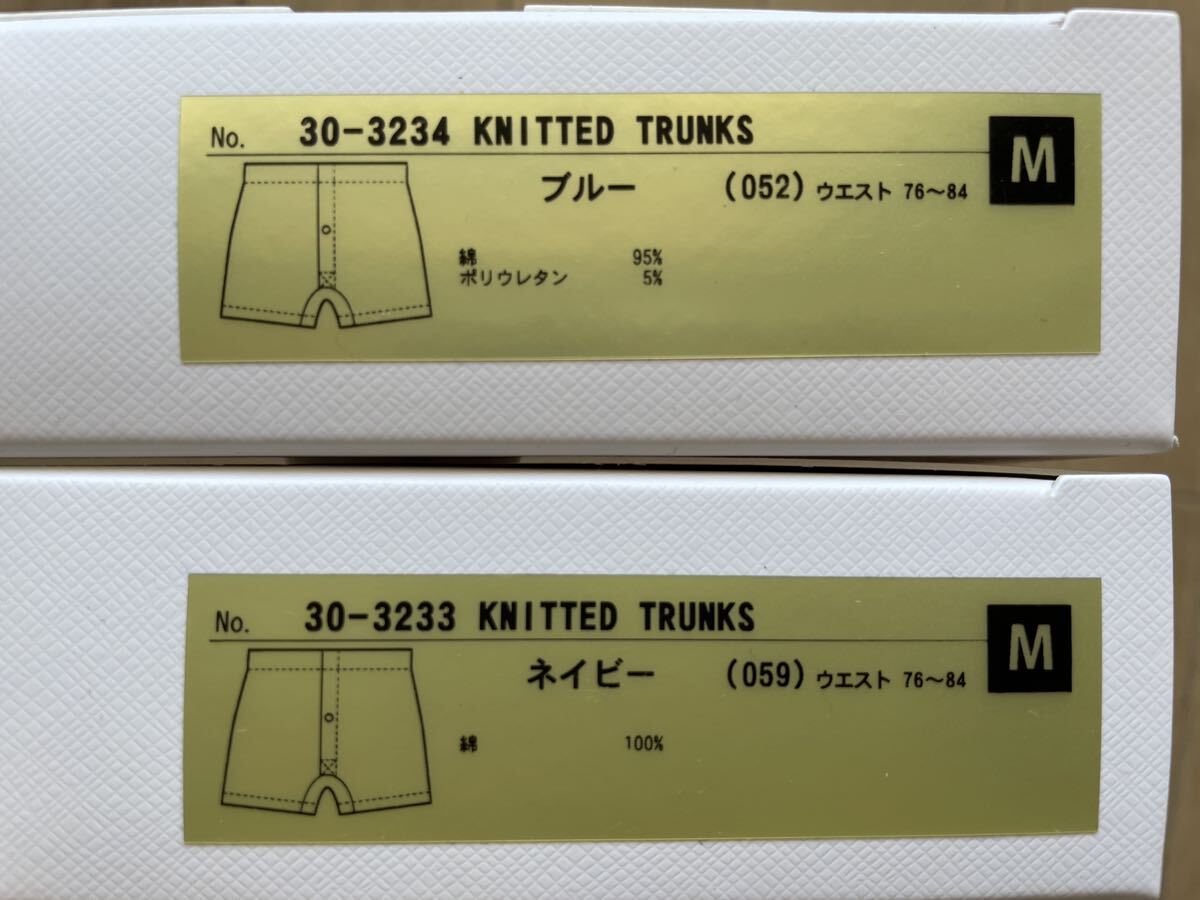 No. 30-3234 KNITTED TRUNKS
M
ブルー (052) ウエスト 76〜84
綿 95%
ポリウレタン 5%
No. 30-3233 KNITTED TRUNKS
M
ネイビー (059) ウエスト 76〜84
綿 100%